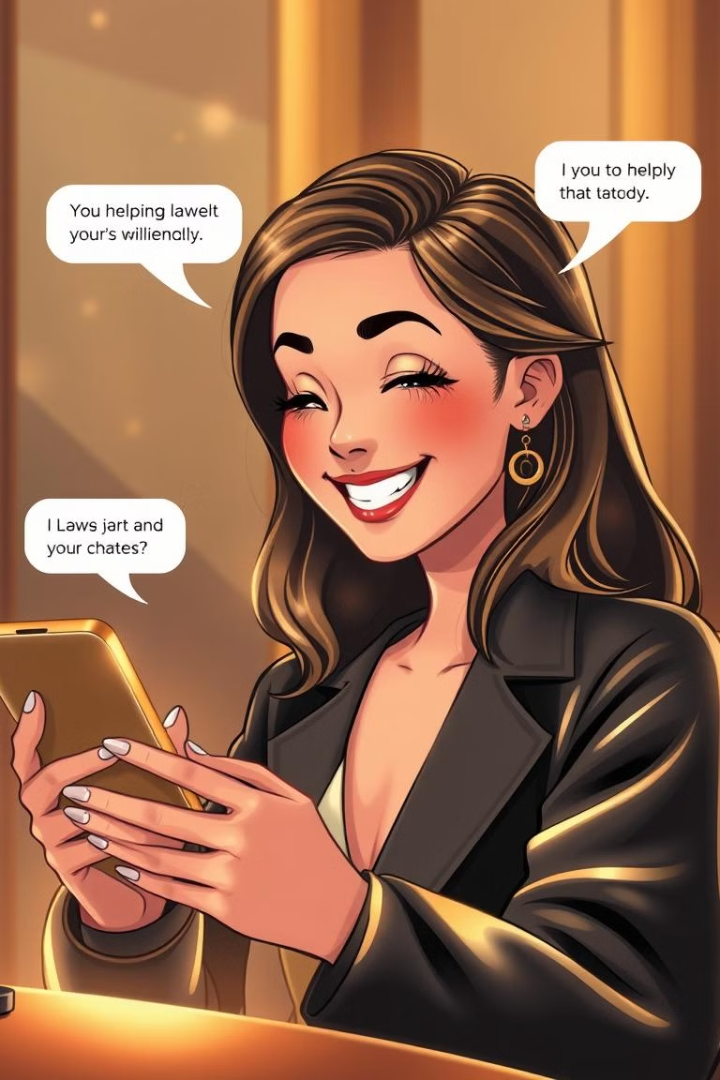 You helping lawelt
your's willienally.
I you to helply
that tatody.
I Laws jart and
your chates?